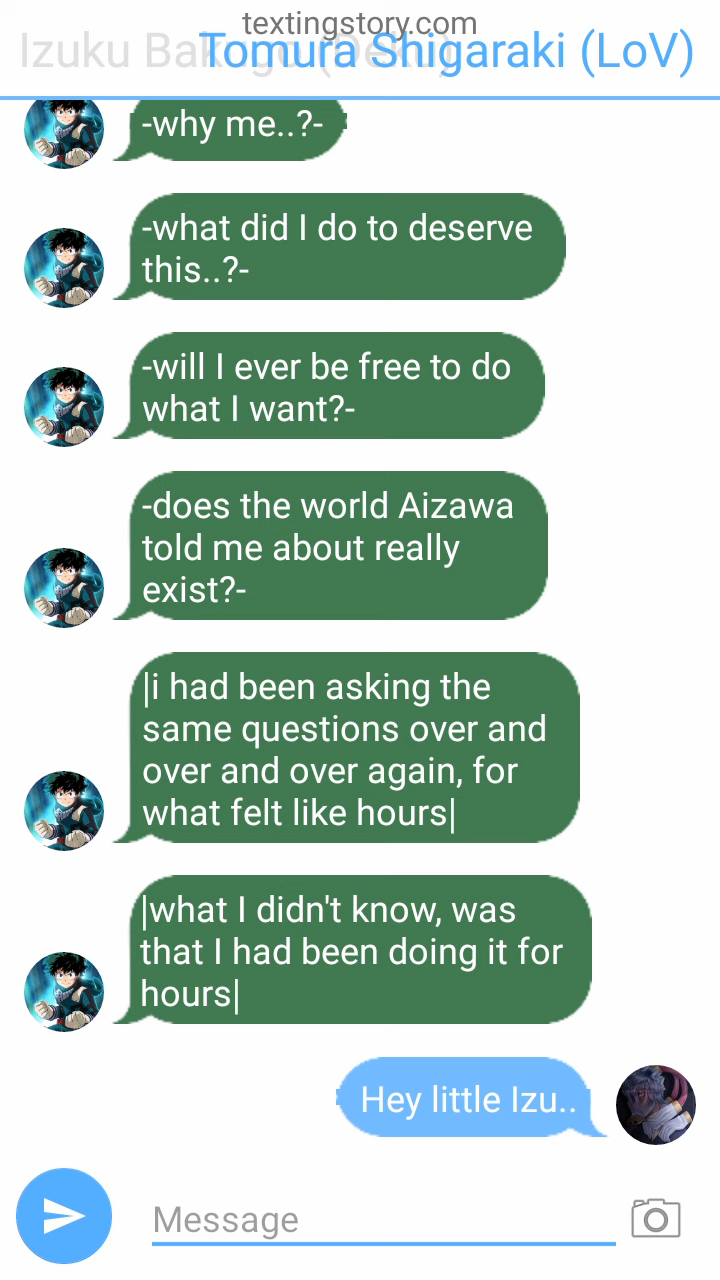 textingstory.com
Tomura Shigaraki (LoV)
-why me..?-
-what did I do to deserve
this..?-
-will I ever be free to do
what I want?-
-does the world Aizawa
told me about really
exist?-
|i had been asking the
same questions over and
over and over again, for
what felt like hours|
|what I didn't know, was
that I had been doing it for
hours|
Hey little Izu..
Message